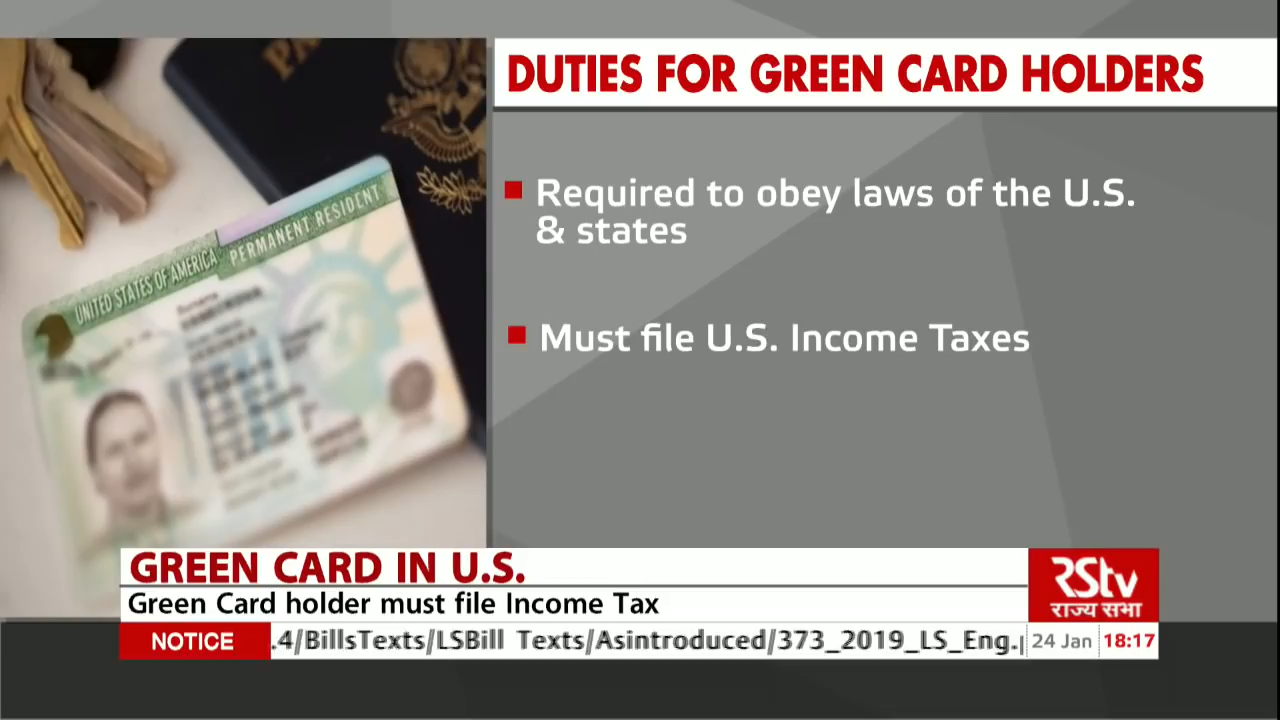 DUTIES FOR GREEN CARD HOLDERS
Required to obey laws of the U.S.
& states
Must file U.S. Income Taxes
UNITED STATES OF AMERICA
PERMANENT RESIDENT
GREEN CARD IN U.S.
Green Card holder must file Income Tax
RSTV
राज्य सभा
NOTICE
.4/BillsTexts/LSBill Texts/Asintroduced/373_2019_LS_Eng.
24 Jan
18:17